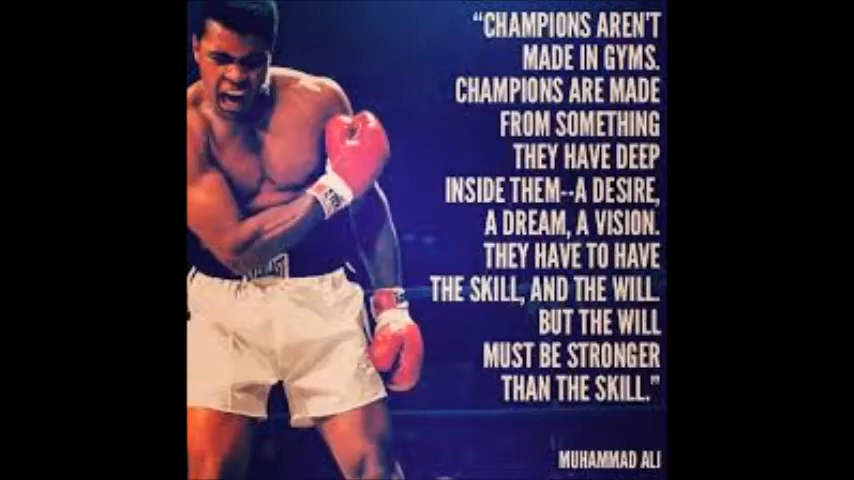 “CHAMPIONS AREN'T
MADE IN GYMS.
CHAMPIONS ARE MADE
FROM SOMETHING
THEY HAVE DEEP
INSIDE THEM--A DESIRE,
A DREAM, A VISION.
THEY HAVE TO HAVE
THE SKILL, AND THE WILL.
BUT THE WILL
MUST BE STRONGER
THAN THE SKILL.”
MUHAMMAD ALI
EVERLAST